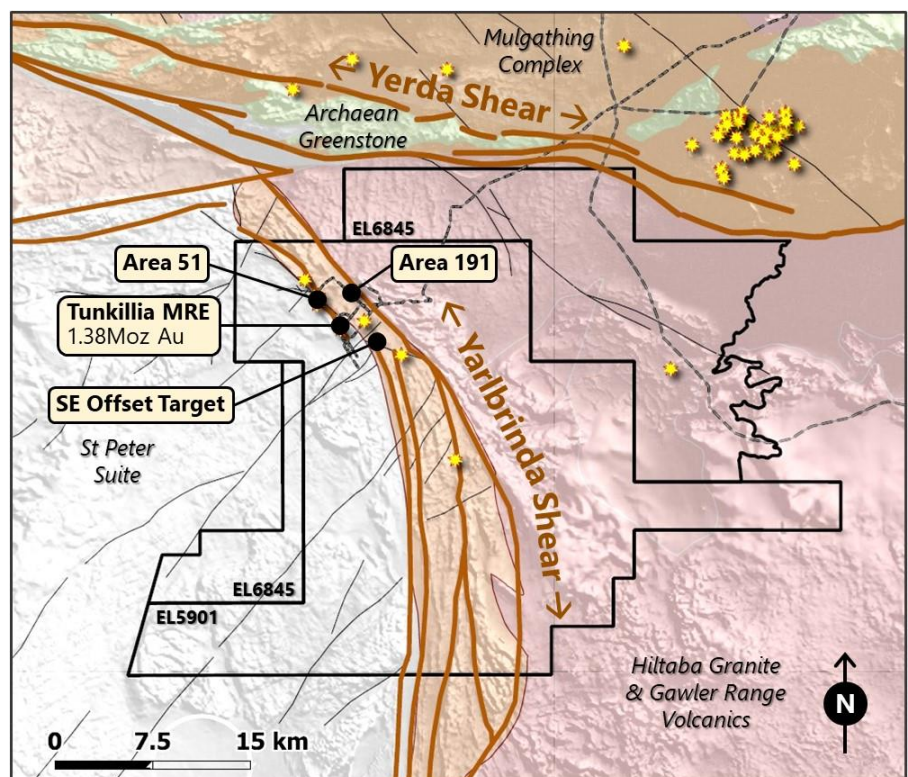 Mulgathing
Complex
← Yerda Shear →
Archaean
Greenstone
EL6845
Area 51
Area 191
Tunkillia MRE
1.38Moz Au
SE Offset Target
← Yarlbrinda Shear →
St Peter
Suite
EL6845
EL5901
Hiltaba Granite
& Gawler Range
Volcanics
N
0 7.5 15 km